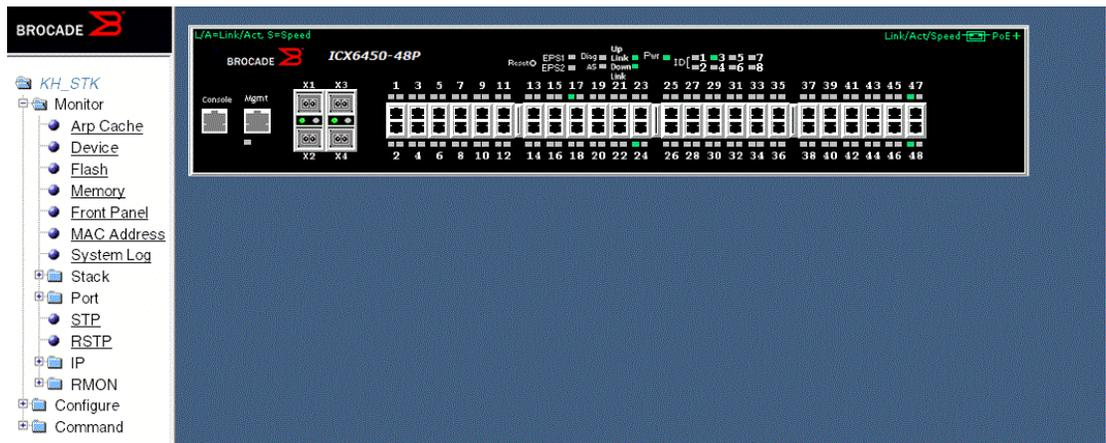 BROCADE
KH_STK
Monitor
Arp Cache
Device
Flash
Memory
Front Panel
MAC Address
System Log
Stack
Port
STP
RSTP
IP
RMON
Configure
Command
L/A=Link/Act, S=Speed
Link/Act/Speed PoE+
BROCADE
ICX6450-48P
Reset
EPS1
EPS2
Diag
AS
Up
Link
Down
Link
Pwr
ID
1 3 5 7
2 4 6 8
Console Mgmt
X1 X3
X2 X4
1 3 5 7 9 11 13 15 17 19 21 23 25 27 29 31 33 35 37 39 41 43 45 47
2 4 6 8 10 12 14 16 18 20 22 24 26 28 30 32 34 36 38 40 42 44 46 48